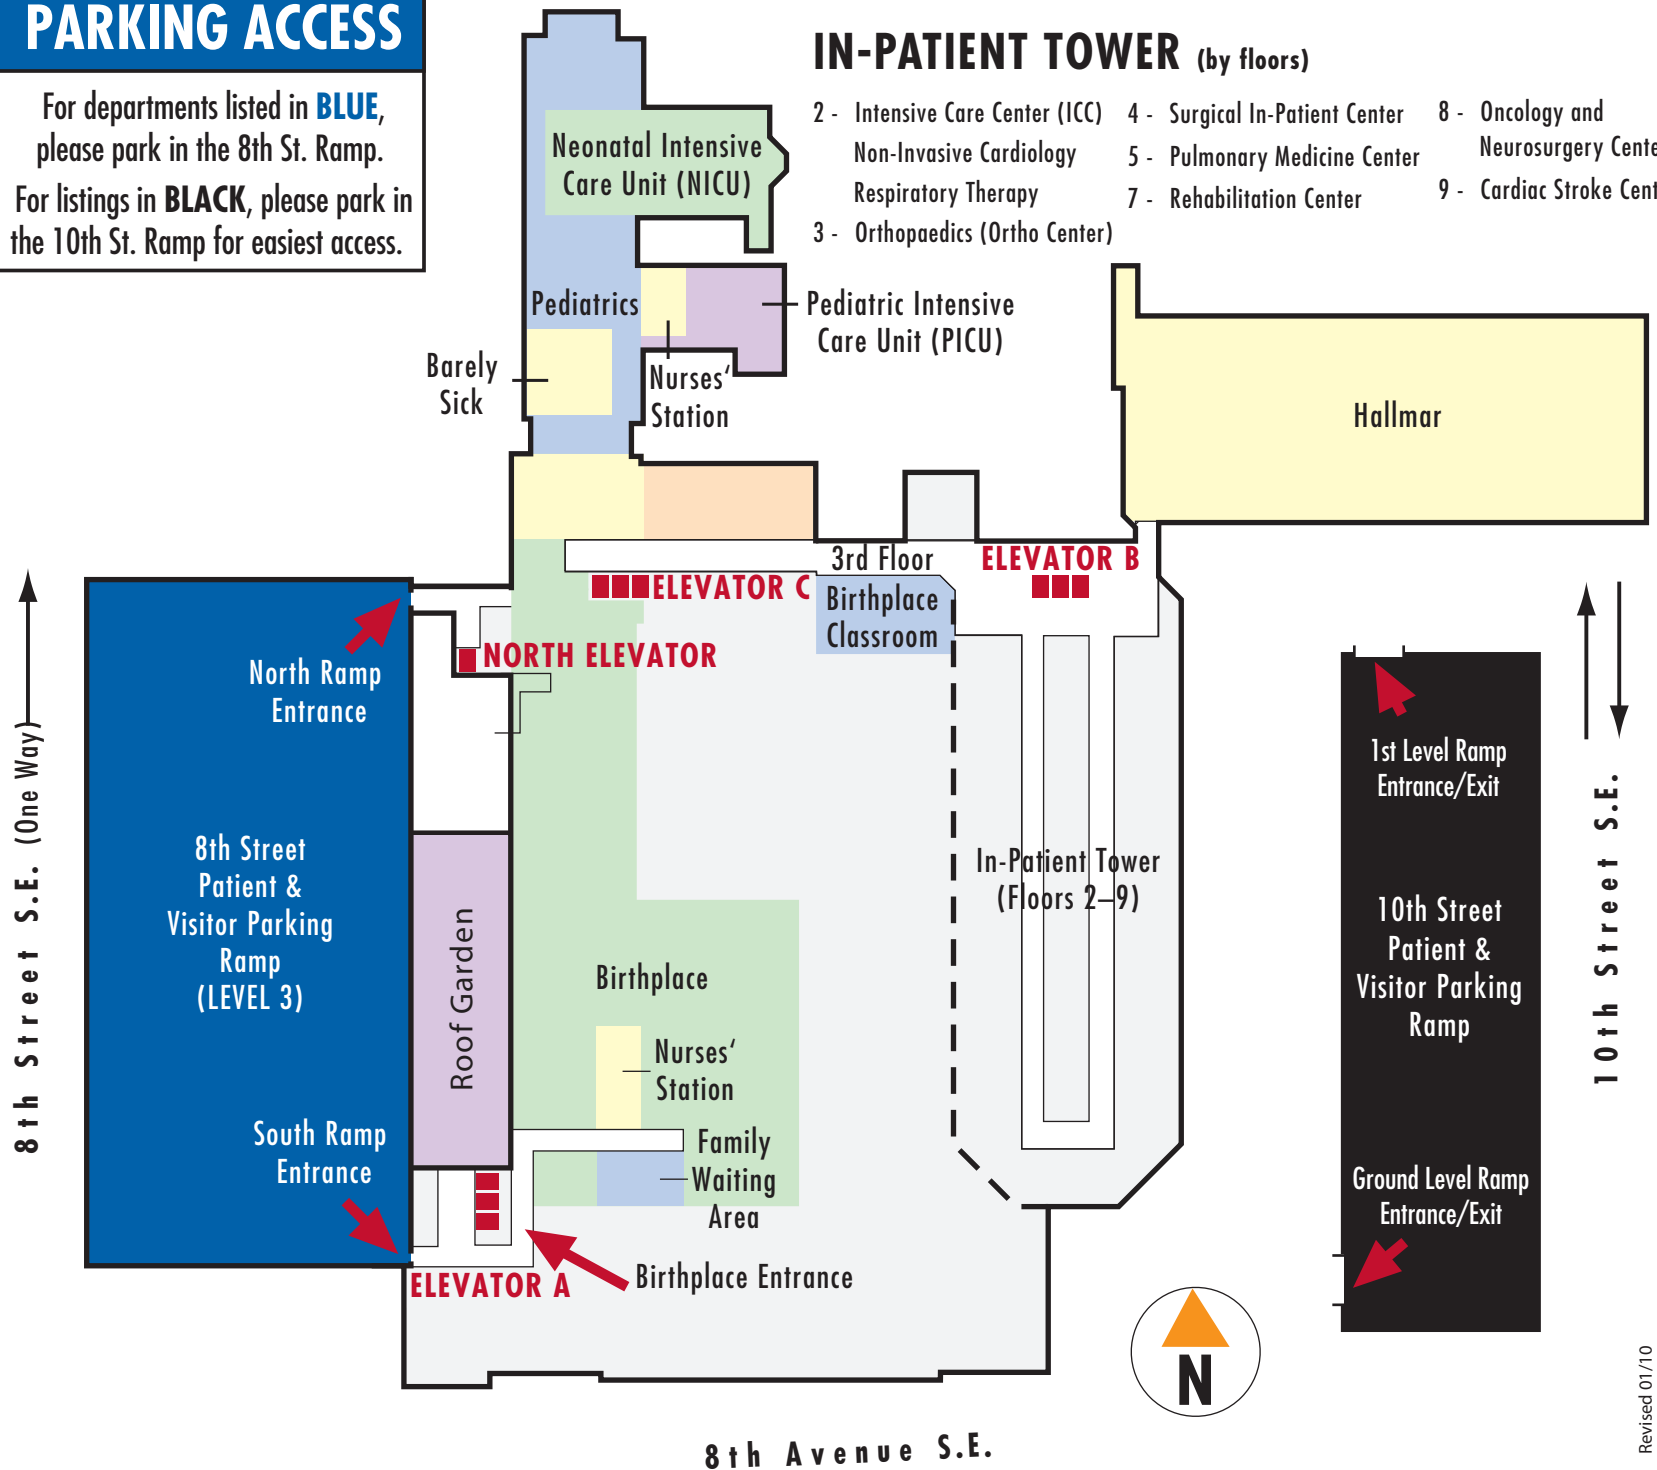 PARKING ACCESS
For departments listed in BLUE,
please park in the 8th St. Ramp.
For listings in BLACK, please park in
the 10th St. Ramp for easiest access.
IN-PATIENT TOWER (by floors)
2 - Intensive Care Center (ICC)
Non-Invasive Cardiology
Respiratory Therapy
3 - Orthopaedics (Ortho Center)
4 - Surgical In-Patient Center
5 - Pulmonary Medicine Center
7 - Rehabilitation Center
8 - Oncology and
Neurosurgery Cente
9 - Cardiac Stroke Cent
Neonatal Intensive
Care Unit (NICU)
Pediatrics
Pediatric Intensive
Care Unit (PICU)
Barely
Sick
Nurses‘
Station
Hallmar
3rd Floor
ELEVATOR B
ELEVATOR C
Birthplace
Classroom
NORTH ELEVATOR
North Ramp
Entrance
8th Street S.E. (One Way)
8th Street
Patient &
Visitor Parking
Ramp
(LEVEL 3)
Roof Garden
In-Patient Tower
(Floors 2–9)
Birthplace
Nurses‘
Station
Family
Waiting
Area
South Ramp
Entrance
ELEVATOR A
Birthplace Entrance
1st Level Ramp
Entrance/Exit
10th Street
Patient &
Visitor Parking
Ramp
Ground Level Ramp
Entrance/Exit
10th Street S.E.
N
8th Avenue S.E.
Revised 01/10